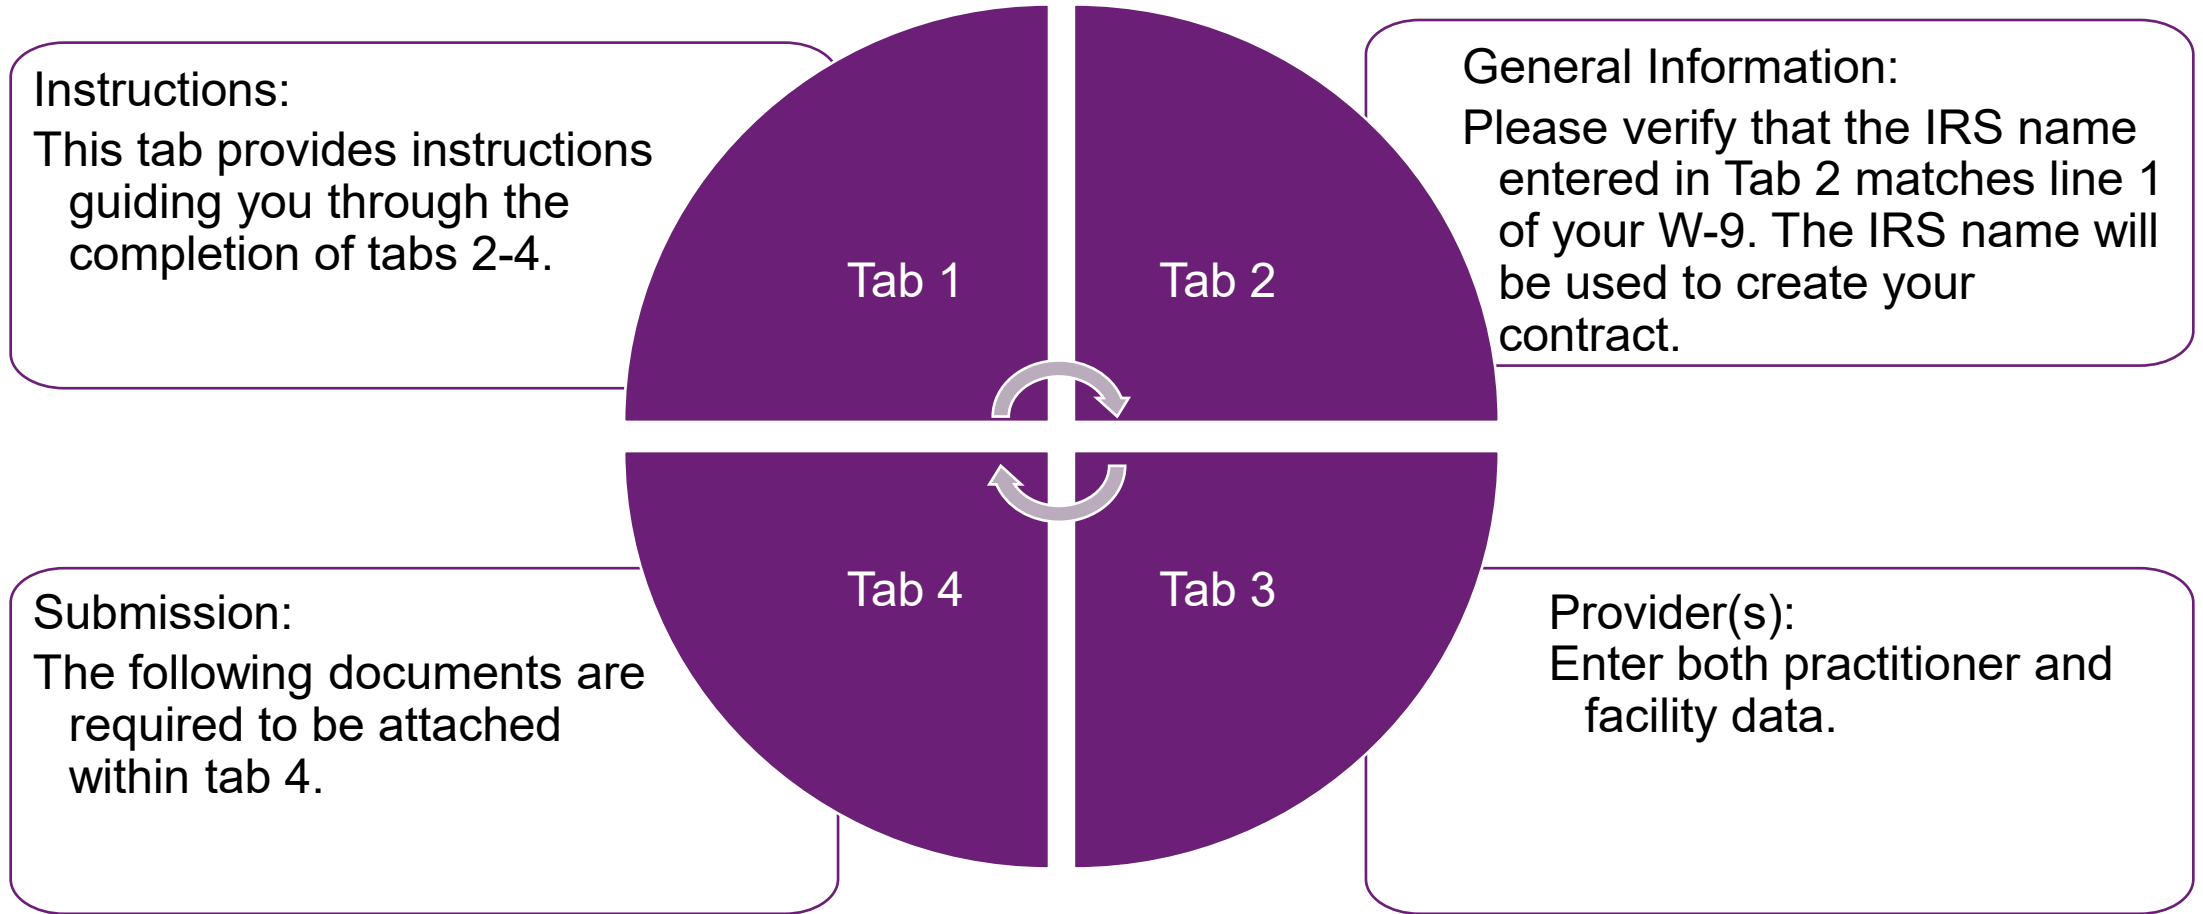 Instructions:
This tab provides instructions
guiding you through the
completion of tabs 2-4.
Tab 1
Tab 2
General Information:
Please verify that the IRS name
entered in Tab 2 matches line 1
of your W-9. The IRS name will
be used to create your
contract.
Submission:
The following documents are
required to be attached
within tab 4.
Tab 4
Tab 3
Provider(s):
Enter both practitioner and
facility data.